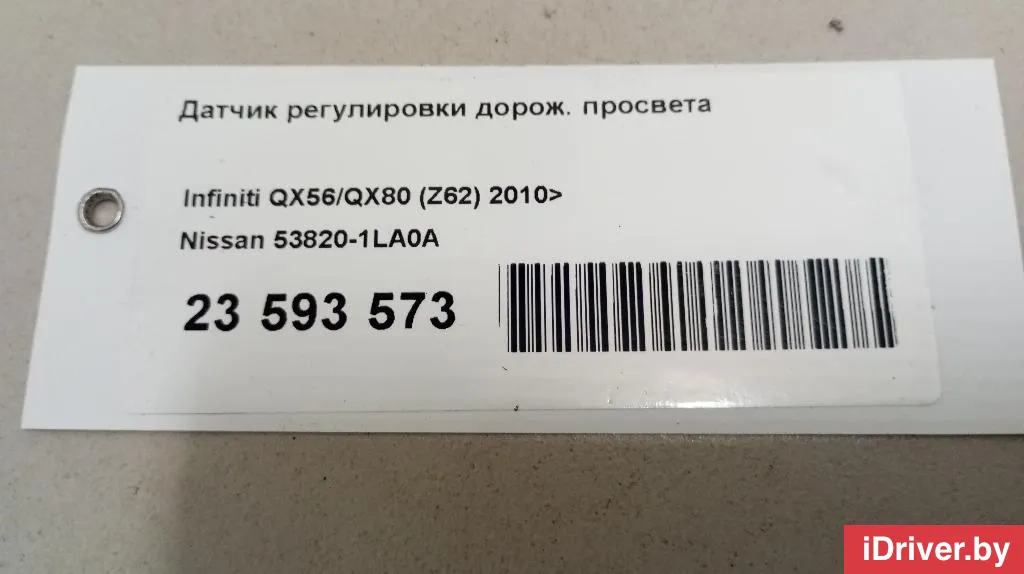 Датчик регулировки дорож. просвета
Infiniti QX56/QX80 (Z62) 2010>
Nissan 53820-1LA0A
23 593 573
iDriver.by